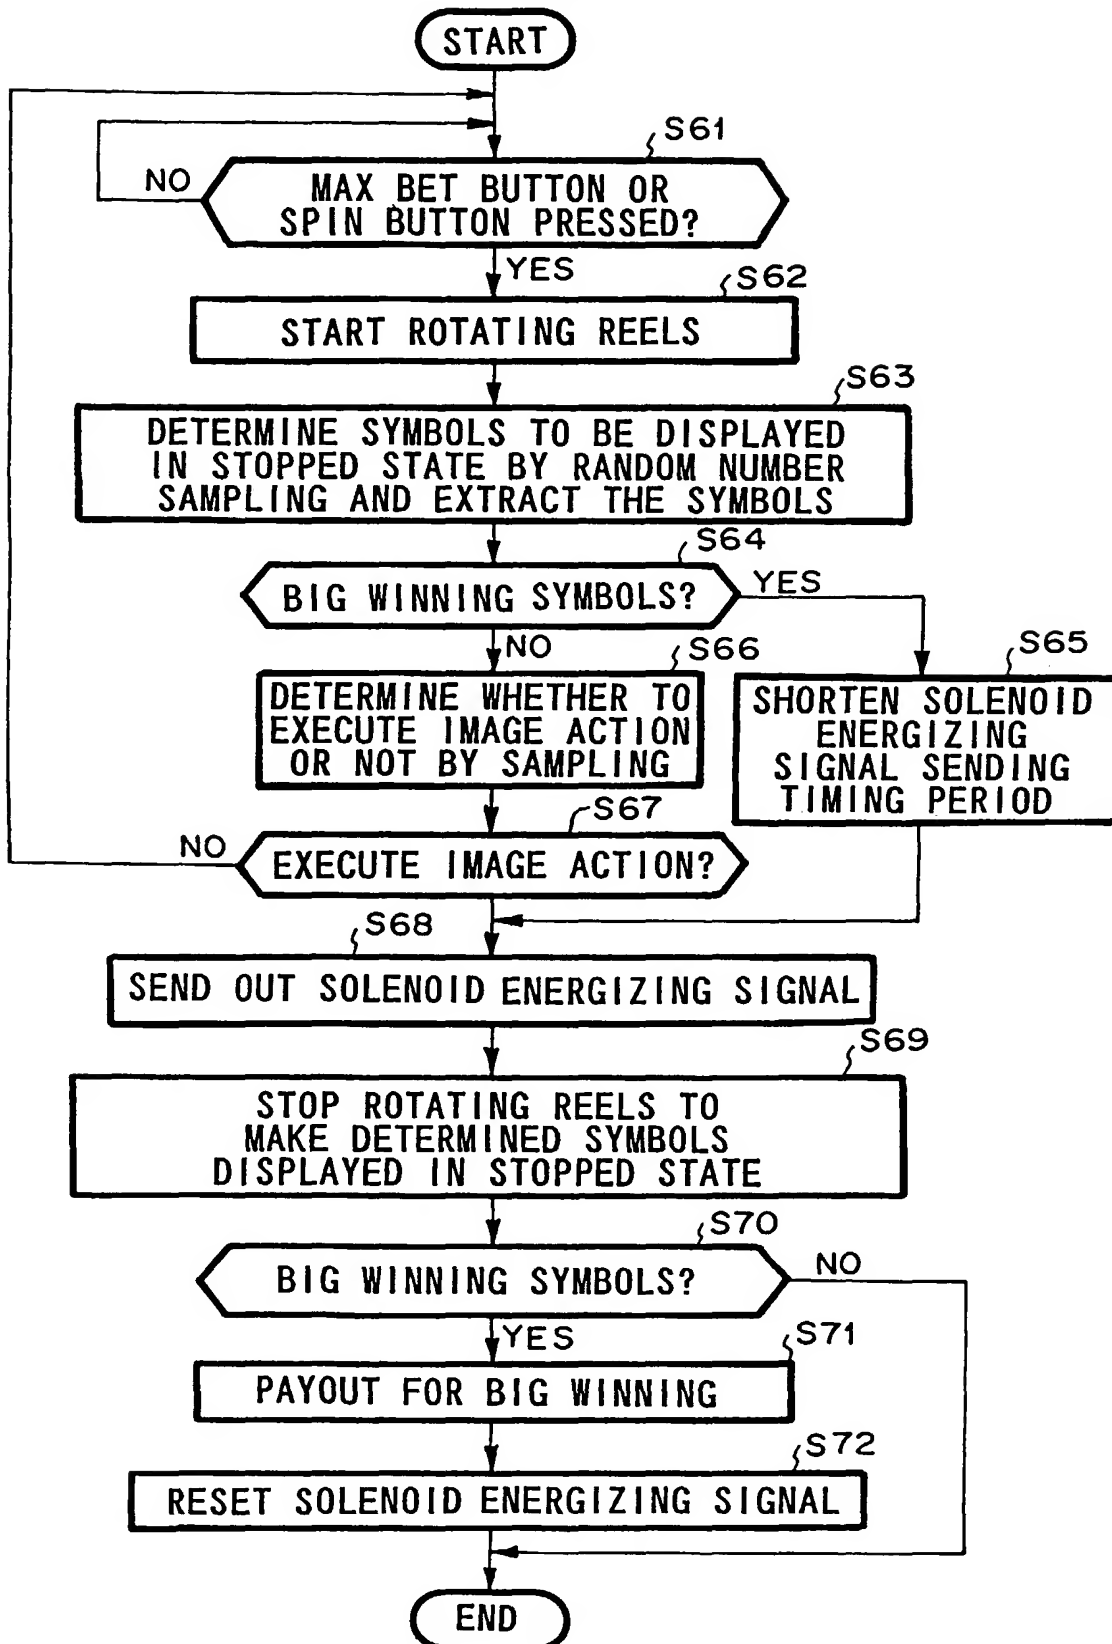 START
S61
NO
MAX BET BUTTON OR
SPIN BUTTON PRESSED?
YES
S62
START ROTATING REELS
S63
DETERMINE SYMBOLS TO BE DISPLAYED
IN STOPPED STATE BY RANDOM NUMBER
SAMPLING AND EXTRACT THE SYMBOLS
S64
BIG WINNING SYMBOLS?
YES
NO
S66
DETERMINE WHETHER TO
EXECUTE IMAGE ACTION
OR NOT BY SAMPLING
S65
SHORTEN SOLENOID
ENERGIZING
SIGNAL SENDING
TIMING PERIOD
S67
NO
EXECUTE IMAGE ACTION?
S68
SEND OUT SOLENOID ENERGIZING SIGNAL
S69
STOP ROTATING REELS TO
MAKE DETERMINED SYMBOLS
DISPLAYED IN STOPPED STATE
S70
BIG WINNING SYMBOLS?
NO
YES
S71
PAYOUT FOR BIG WINNING
S72
RESET SOLENOID ENERGIZING SIGNAL
END